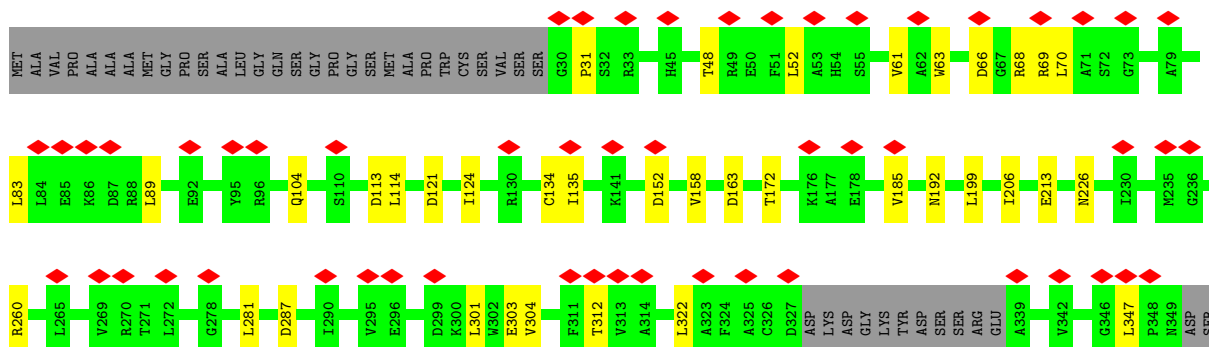 MET ALA VAL PRO ALA ALA ALA MET GLY PRO SER ALA LEU GLY GLN SER GLY PRO GLY SER MET ALA PRO TRP CYS SER VAL SER SER G30 P31 S32 R33 H45 T48 R49 E50 F51 L52 A53 H54 S55 V61 A62 W63 D66 G67 R68 R69 L70 A71 S72 G73 A79
L83 L84 E85 K86 D87 R88 L89 E92 Y95 R96 Q104 S110 D113 L114 D121 I124 R130 C134 I135 K141 D152 V158 D163 T172 K176 A177 E178 V185 N192 L199 I206 E213 N226 I230 M235 G236
R260 L265 V269 R270 T271 L272 G278 L281 D287 I290 V295 E296 D299 K300 L301 W302 E303 V304 F311 T312 V313 A314 L322 A323 F324 A325 G326 D327 ASP LYS ASP GLY LYS TYR ASP SER SER ARG GLU A339 V342 G346 L347 P348 N349 ASP SER